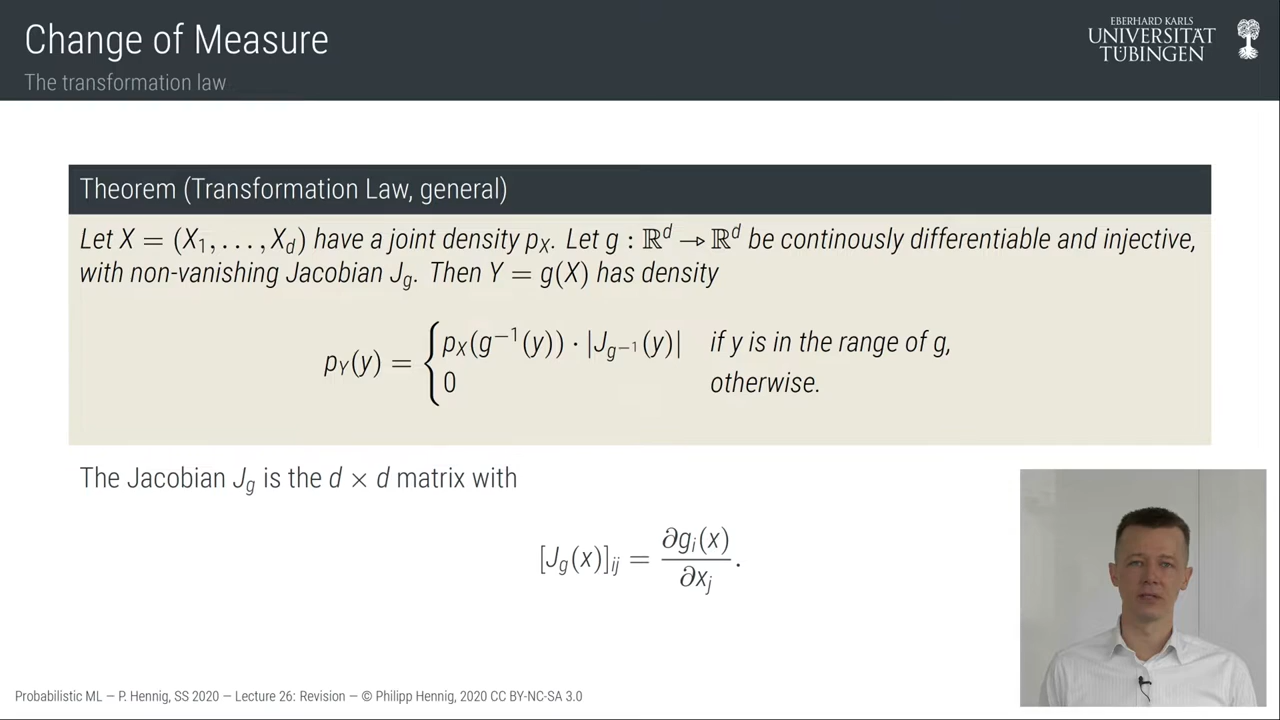 Change of Measure
The transformation law
EBERHARD KARLS
UNIVERSITÄT
TÜBINGEN
Theorem (Transformation Law, general)
Let X = (X₁, . . . , X_d) have a joint density p_X. Let g : ℝ^d → ℝ^d be continously differentiable and injective,
with non-vanishing Jacobian J_g. Then Y = g(X) has density
p_Y(y) = { p_X(g⁻¹(y)) · |J_{g⁻¹}(y)| if y is in the range of g,
0 otherwise.
The Jacobian J_g is the d × d matrix with
[J_g(x)]_{ij} = ∂g_i(x) / ∂x_j .
Probabilistic ML — P. Hennig, SS 2020 — Lecture 26: Revision — © Philipp Hennig, 2020 CC BY-NC-SA 3.0